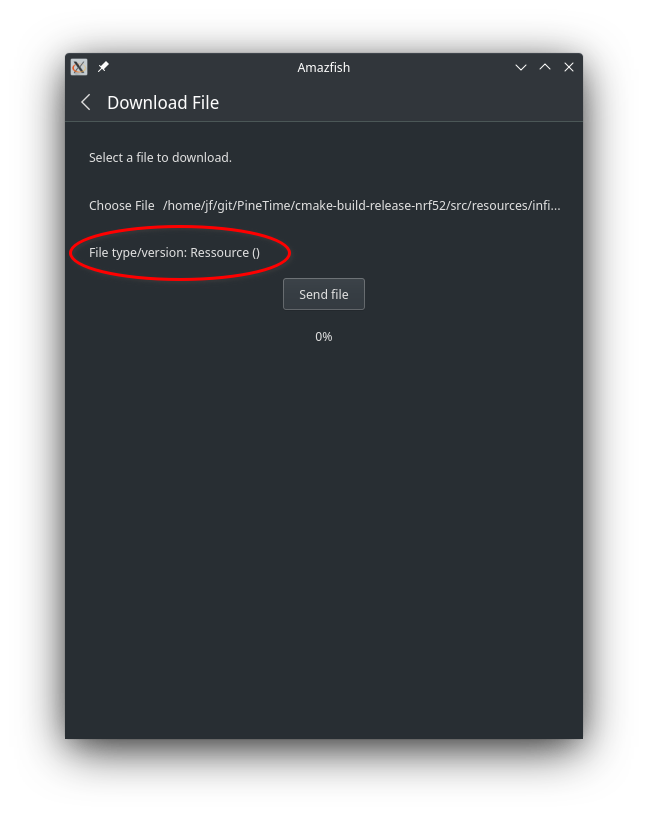 Amazfish
Download File
Select a file to download.
Choose File /home/jf/git/PineTime/cmake-build-release-nrf52/src/resources/infi...
File type/version: Ressource ()
Send file
0%